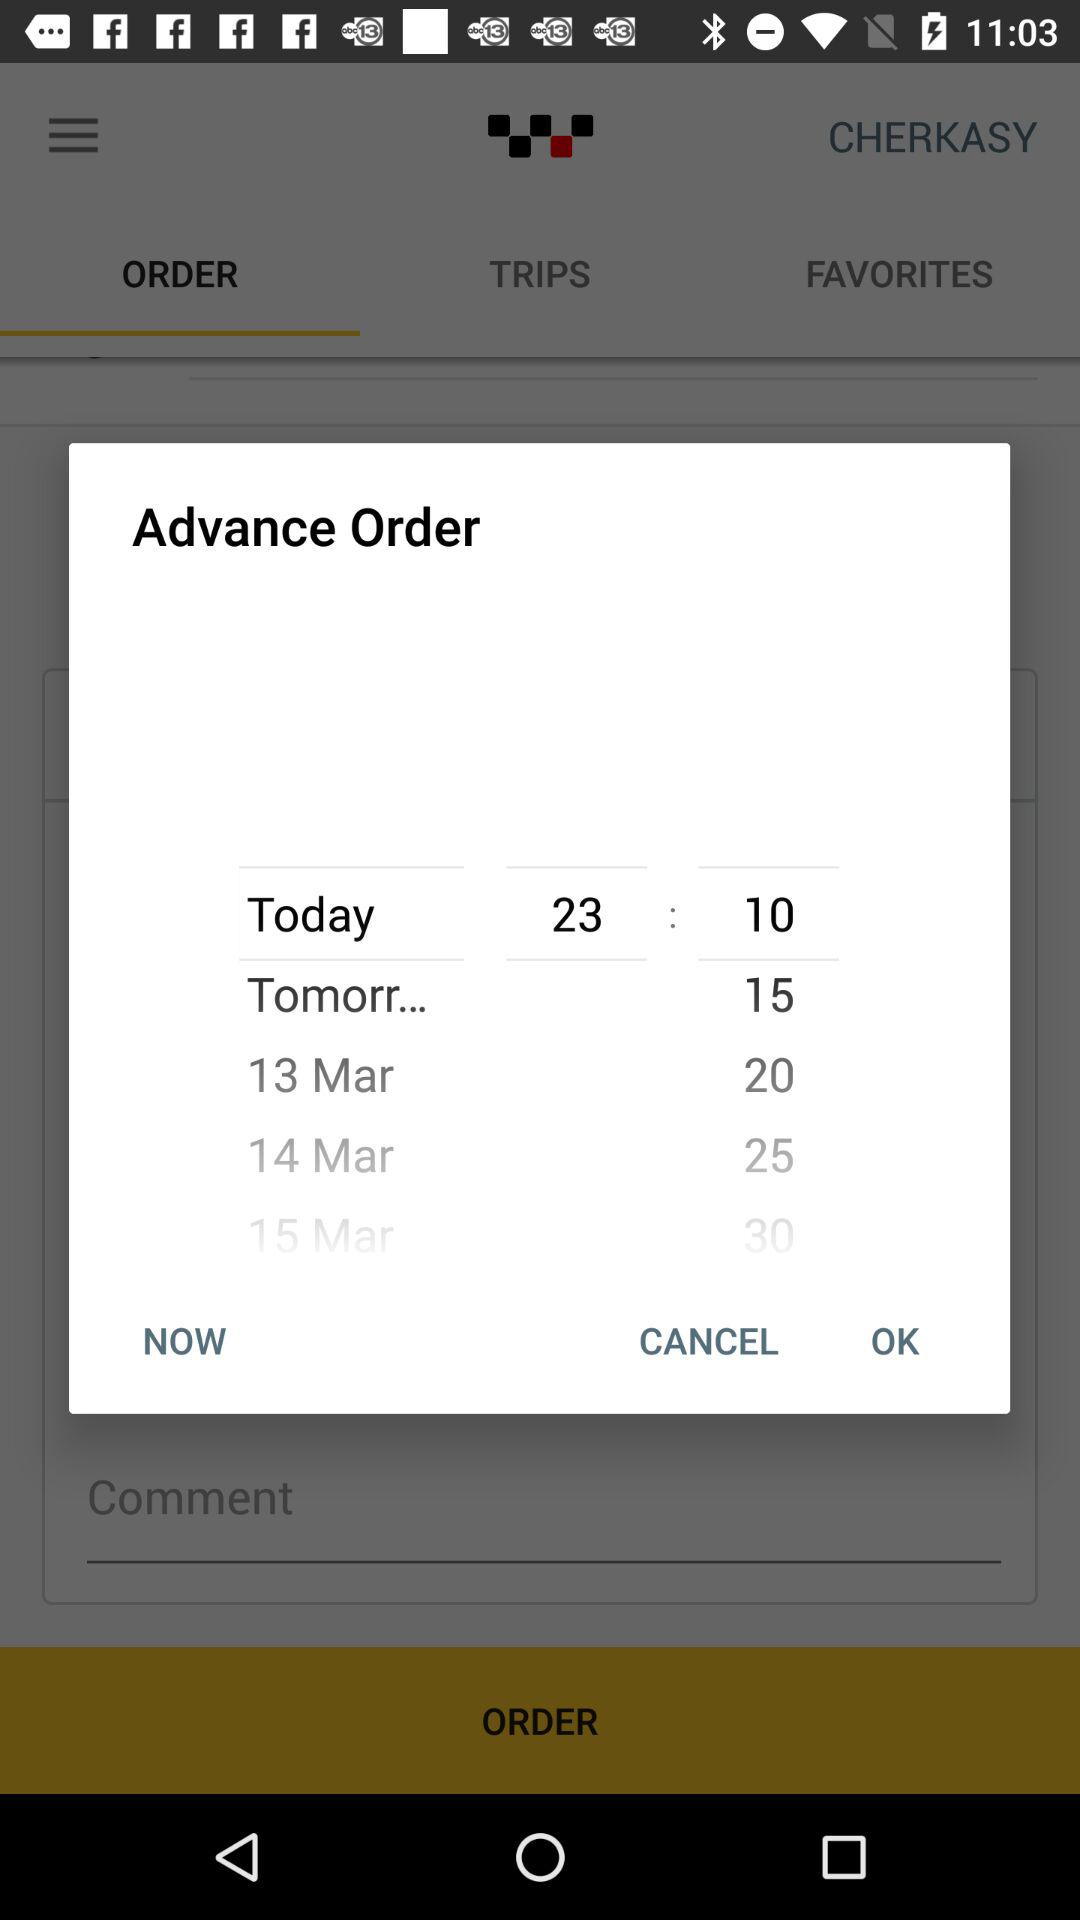 11:03
CHERKASY
ORDER TRIPS FAVORITES
Advance Order
Today 23 : 10
Tomorr... 15
13 Mar 20
14 Mar 25
15 Mar 30
NOW CANCEL OK
Comment
ORDER